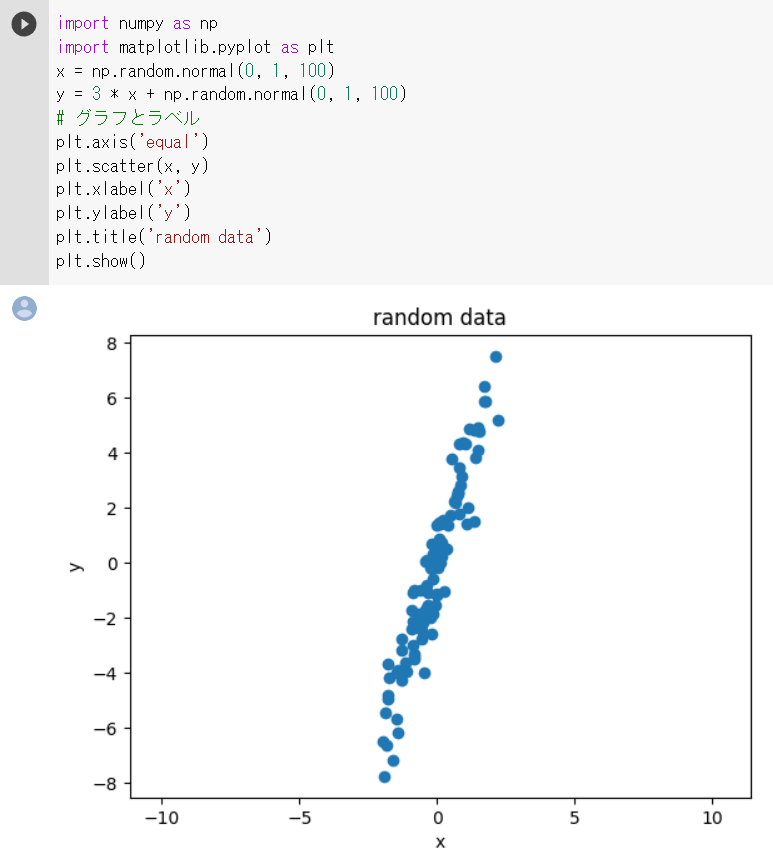 import numpy as np
import matplotlib.pyplot as plt
x = np.random.normal(0, 1, 100)
y = 3 * x + np.random.normal(0, 1, 100)
# グラフとラベル
plt.axis('equal')
plt.scatter(x, y)
plt.xlabel('x')
plt.ylabel('y')
plt.title('random data')
plt.show()
random data
8
6
4
2
0
−2
−4
−6
−8
y
−10 −5 0 5 10
x